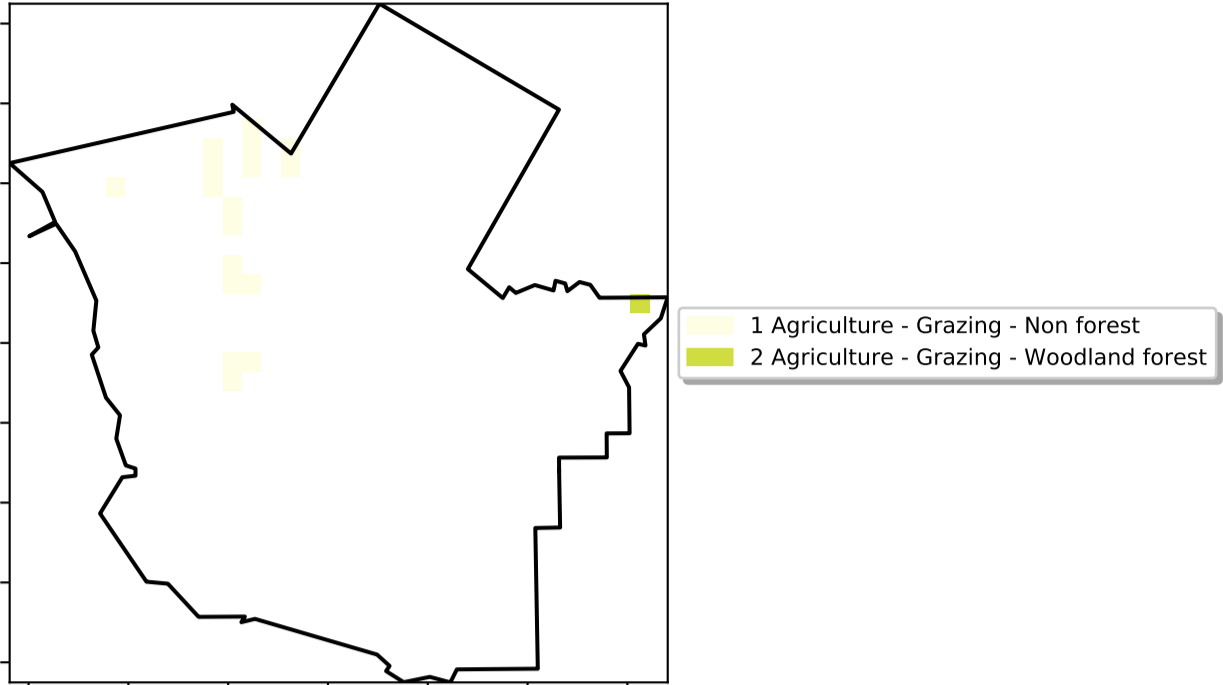 1 Agriculture - Grazing - Non forest
2 Agriculture - Grazing - Woodland forest